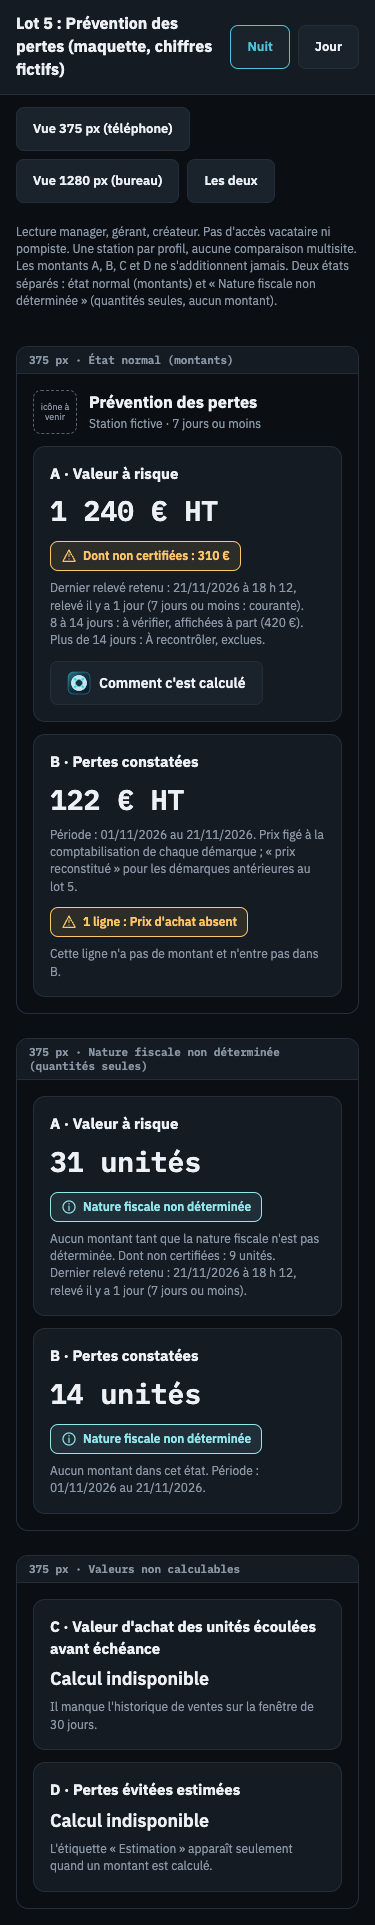 Lot 5 : Prévention des
pertes (maquette, chiffres
fictifs)
Nuit
Jour
Vue 375 px (téléphone)
Vue 1280 px (bureau)
Les deux
Lecture manager, gérant, créateur. Pas d'accès vacataire ni
pompiste. Une station par profil, aucune comparaison multisite.
Les montants A, B, C et D ne s'additionnent jamais. Deux états
séparés : état normal (montants) et « Nature fiscale non
déterminée » (quantités seules, aucun montant).
375 px · État normal (montants)
icône à
venir
Prévention des pertes
Station fictive · 7 jours ou moins
A · Valeur à risque
1 240 € HT
Dont non certifiées : 310 €
Dernier relevé retenu : 21/11/2026 à 18 h 12,
relevé il y a 1 jour (7 jours ou moins : courante).
8 à 14 jours : à vérifier, affichées à part (420 €).
Plus de 14 jours : À recontrôler, exclues.
Comment c'est calculé
B · Pertes constatées
122 € HT
Période : 01/11/2026 au 21/11/2026. Prix figé à la
comptabilisation de chaque démarque ; « prix
reconstitué » pour les démarques antérieures au
lot 5.
1 ligne : Prix d'achat absent
Cette ligne n'a pas de montant et n'entre pas dans
B.
375 px · Nature fiscale non déterminée
(quantités seules)
A · Valeur à risque
31 unités
Nature fiscale non déterminée
Aucun montant tant que la nature fiscale n'est pas
déterminée. Dont non certifiées : 9 unités.
Dernier relevé retenu : 21/11/2026 à 18 h 12,
relevé il y a 1 jour (7 jours ou moins).
B · Pertes constatées
14 unités
Nature fiscale non déterminée
Aucun montant dans cet état. Période :
01/11/2026 au 21/11/2026.
375 px · Valeurs non calculables
C · Valeur d'achat des unités écoulées
avant échéance
Calcul indisponible
Il manque l'historique de ventes sur la fenêtre de
30 jours.
D · Pertes évitées estimées
Calcul indisponible
L'étiquette « Estimation » apparaît seulement
quand un montant est calculé.